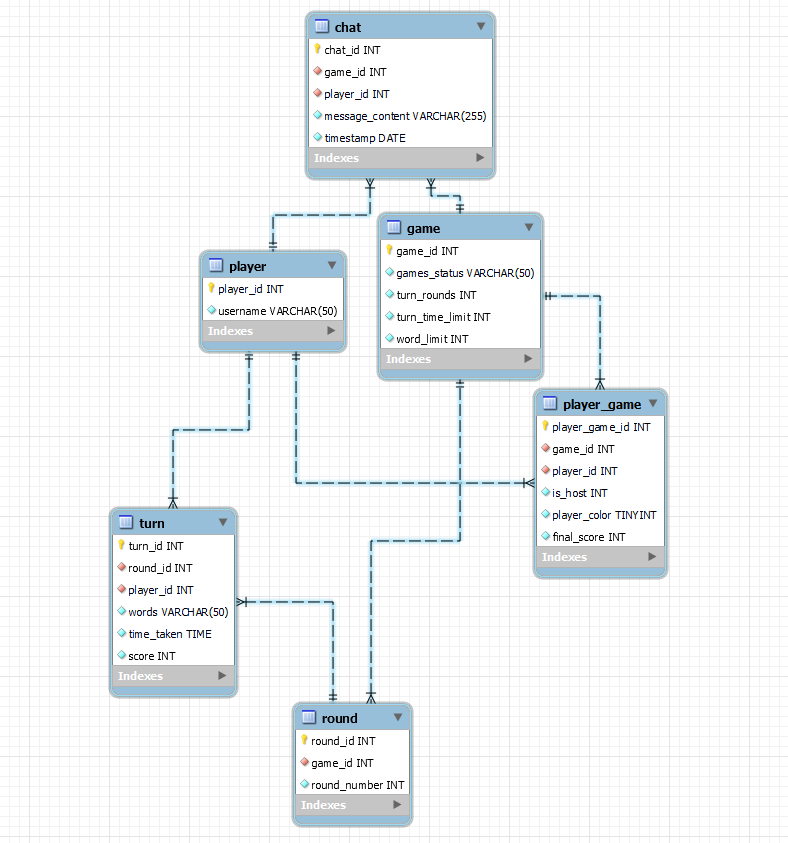 chat
chat_id INT
game_id INT
player_id INT
message_content VARCHAR(255)
timestamp DATE
Indexes
game
game_id INT
games_status VARCHAR(50)
turn_rounds INT
turn_time_limit INT
word_limit INT
Indexes
player
player_id INT
username VARCHAR(50)
Indexes
player_game
player_game_id INT
game_id INT
player_id INT
is_host INT
player_color TINYINT
final_score INT
Indexes
turn
turn_id INT
round_id INT
player_id INT
words VARCHAR(50)
time_taken TIME
score INT
Indexes
round
round_id INT
game_id INT
round_number INT
Indexes